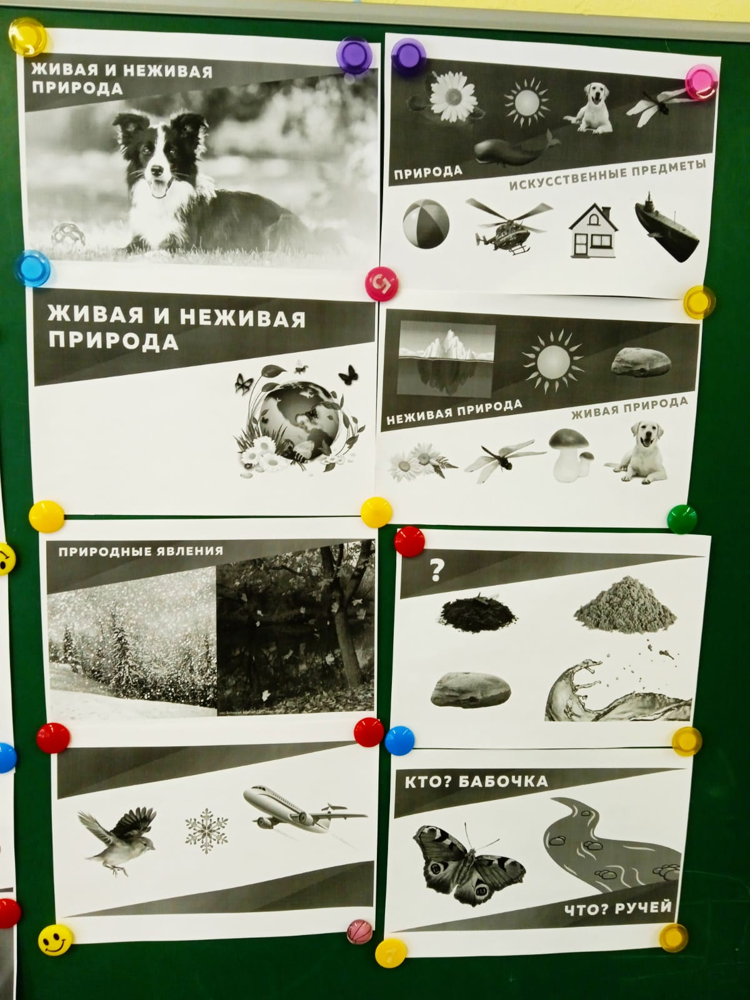 ЖИВАЯ И НЕЖИВАЯ
ПРИРОДА
ПРИРОДА
ИСКУССТВЕННЫЕ ПРЕДМЕТЫ
ЖИВАЯ И НЕЖИВАЯ
ПРИРОДА
НЕЖИВАЯ ПРИРОДА
ЖИВАЯ ПРИРОДА
ПРИРОДНЫЕ ЯВЛЕНИЯ
?
КТО? БАБОЧКА
ЧТО? РУЧЕЙ